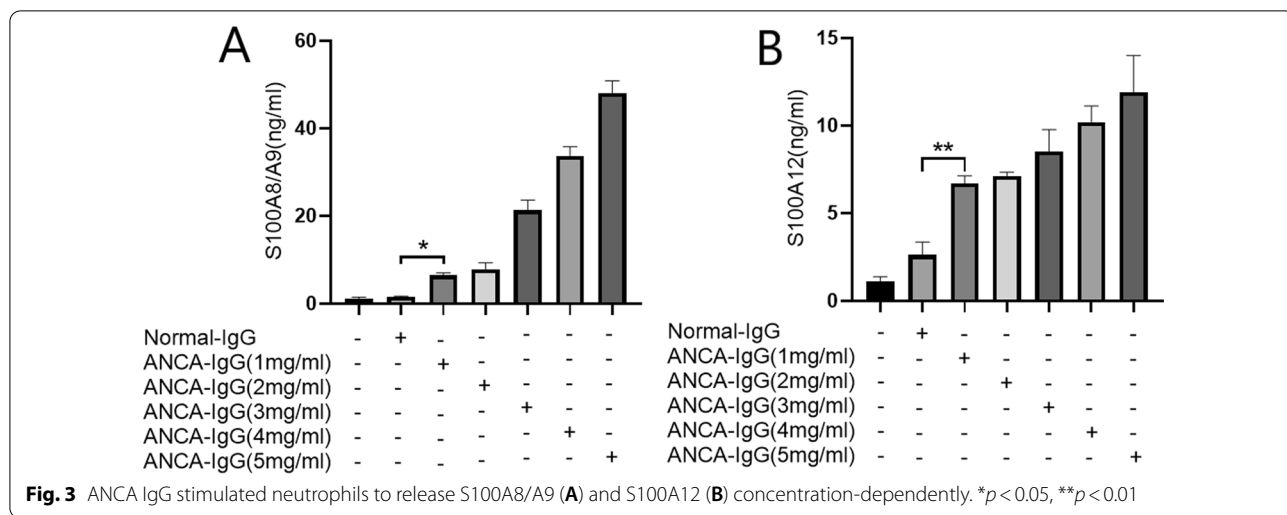 A
60
40
20
0
S100A8/A9(ng/ml)
*
Normal-IgG - + - - - - -
ANCA-IgG(1mg/ml) - - + - - - -
ANCA-IgG(2mg/ml) - - - + - - -
ANCA-IgG(3mg/ml) - - - - + - -
ANCA-IgG(4mg/ml) - - - - - + -
ANCA-IgG(5mg/ml) - - - - - - +
B
15
10
5
0
S100A12(ng/ml)
**
Normal-IgG - + - - - - -
ANCA-IgG(1mg/ml) - - + - - - -
ANCA-IgG(2mg/ml) - - - + - - -
ANCA-IgG(3mg/ml) - - - - + - -
ANCA-IgG(4mg/ml) - - - - - + -
ANCA-IgG(5mg/ml) - - - - - - +
Fig. 3 ANCA IgG stimulated neutrophils to release S100A8/A9 (A) and S100A12 (B) concentration-dependently. *p < 0.05, **p < 0.01